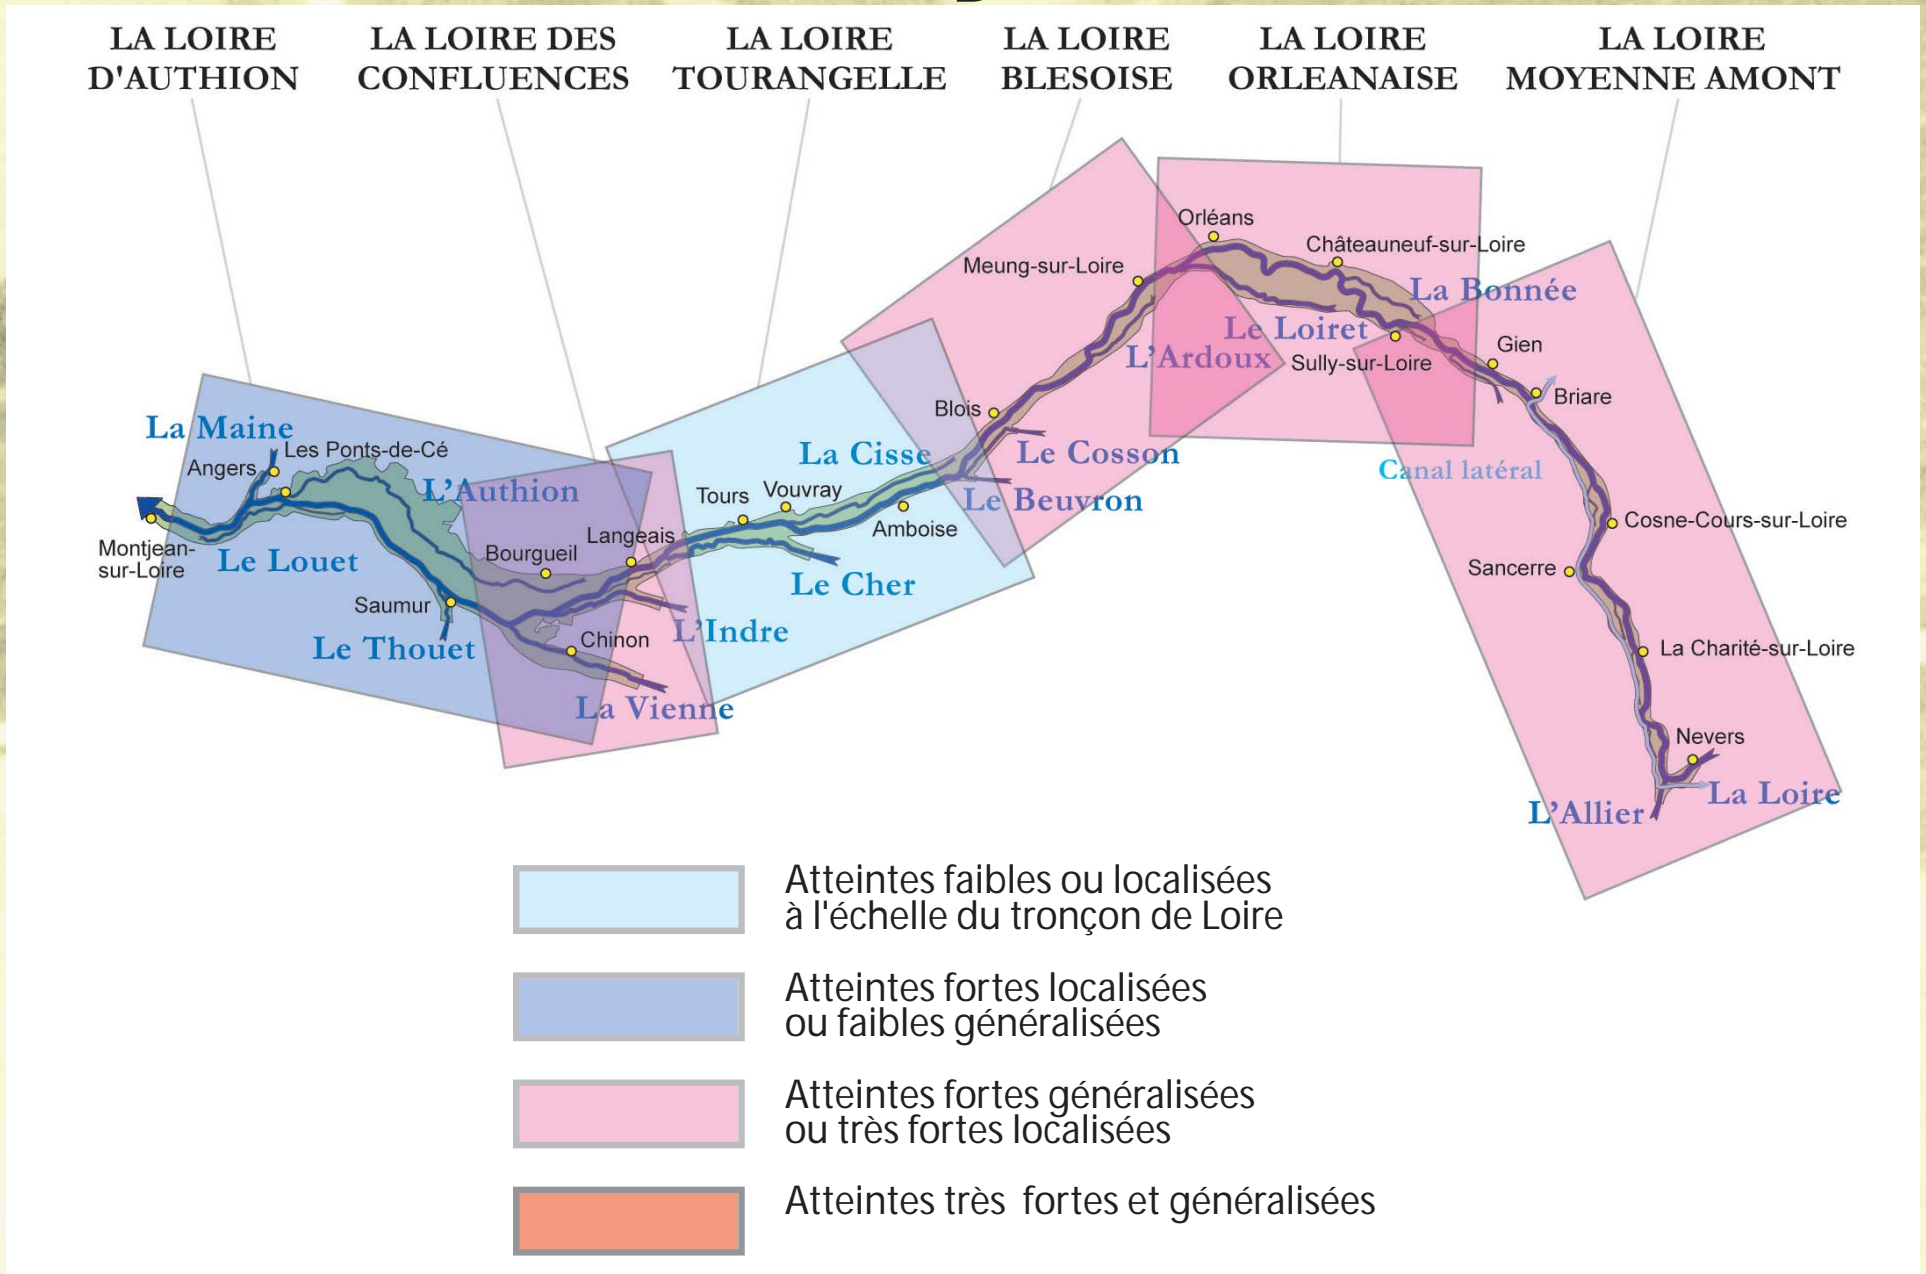 LA LOIRE
D'AUTHION
LA LOIRE DES
CONFLUENCES
LA LOIRE
TOURANGELLE
LA LOIRE
BLESOISE
LA LOIRE
ORLEANAISE
LA LOIRE
MOYENNE AMONT
Orléans
Châteauneuf-sur-Loire
Meung-sur-Loire
La Bonnée
Le Loiret
L'Ardoux
Sully-sur-Loire
Gien
Briare
Blois
La Maine
Les Ponts-de-Cé
Angers
La Cisse
Le Cosson
Canal latéral
L'Authion
Tours
Vouvray
Le Beuvron
Amboise
Cosne-Cours-sur-Loire
Montjean-
sur-Loire
Le Louet
Bourgueil
Langeais
Le Cher
Sancerre
Saumur
Le Thouet
Chinon
L'Indre
La Charité-sur-Loire
La Vienne
Nevers
La Loire
L'Allier
Atteintes faibles ou localisées
à l'échelle du tronçon de Loire
Atteintes fortes localisées
ou faibles généralisées
Atteintes fortes généralisées
ou très fortes localisées
Atteintes très fortes et généralisées